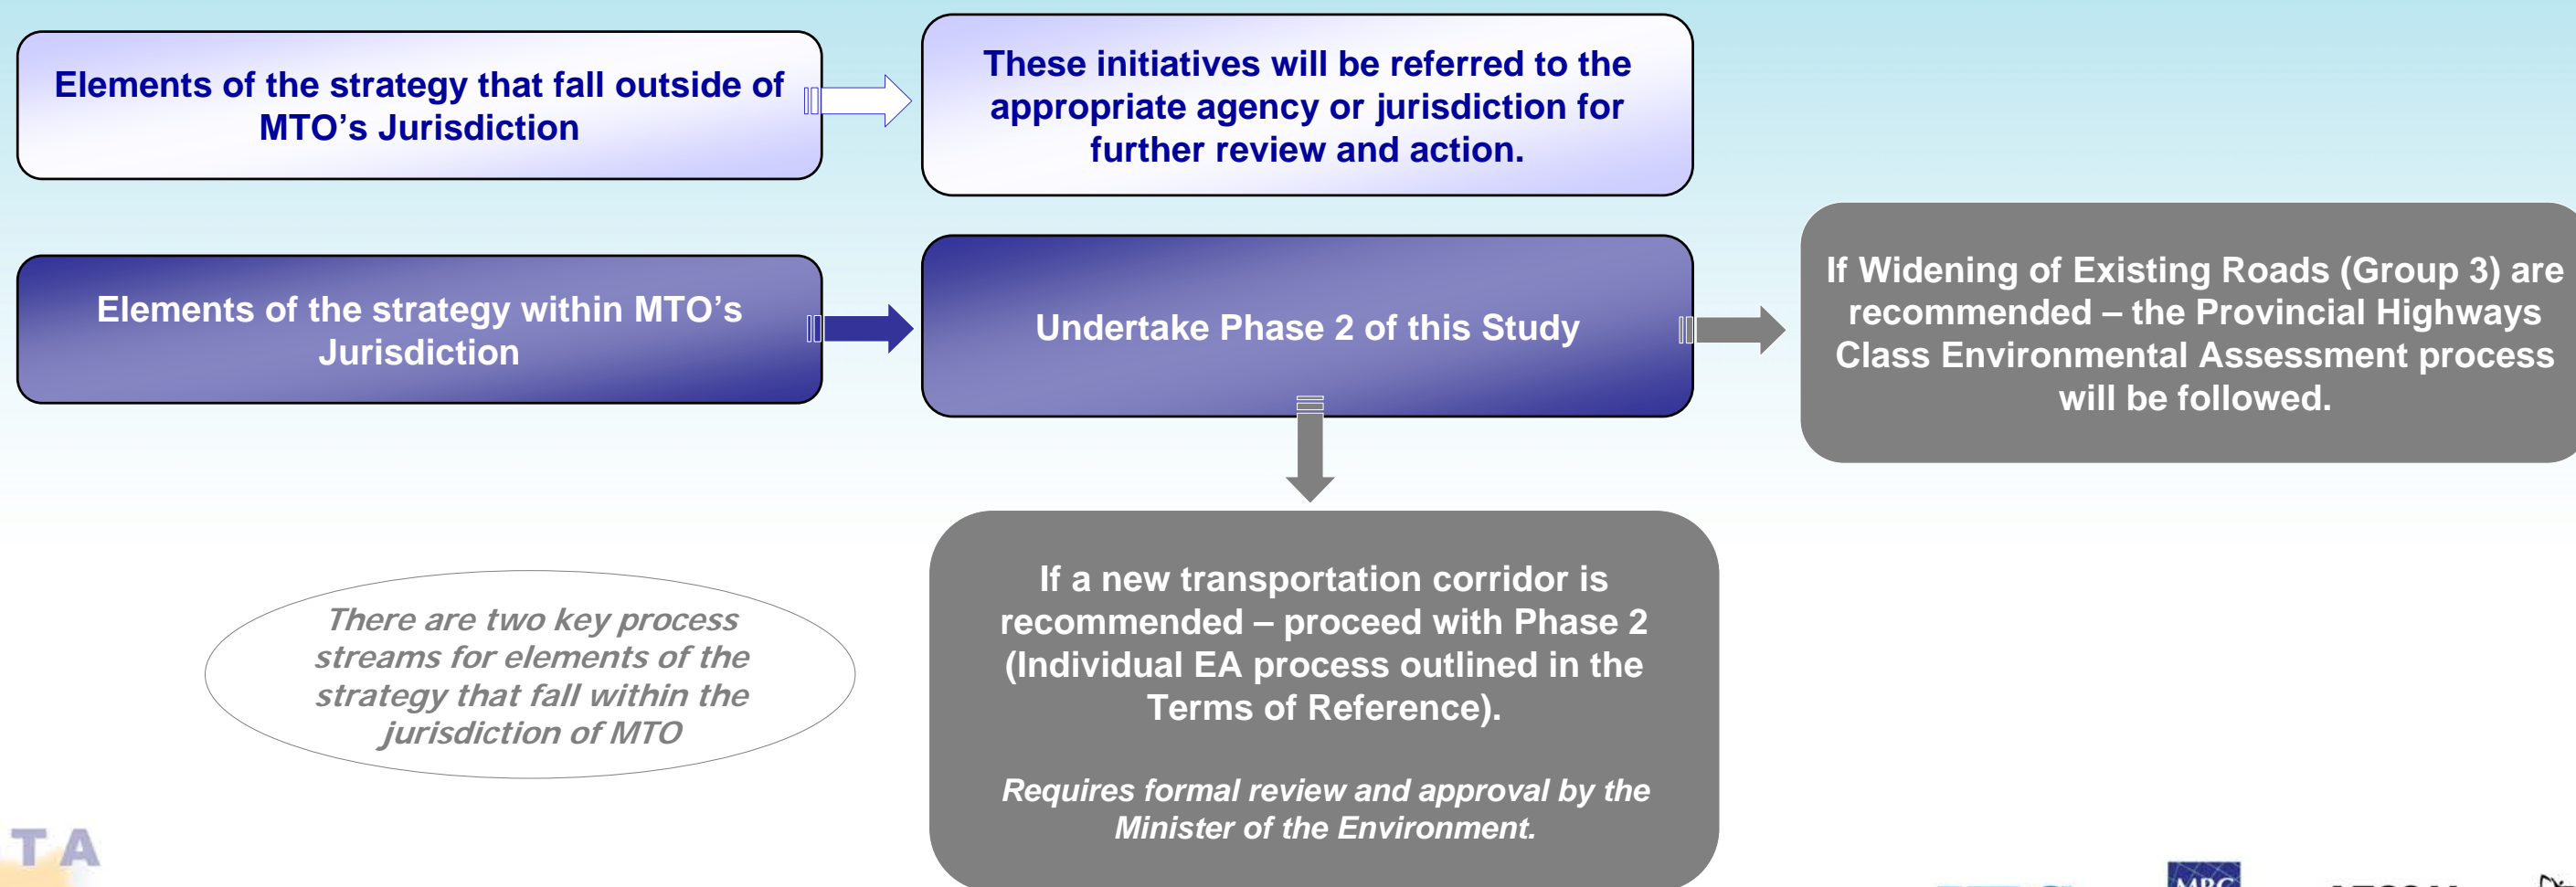 Elements of the strategy that fall outside of
MTO’s Jurisdiction
These initiatives will be referred to the
appropriate agency or jurisdiction for
further review and action.
Elements of the strategy within MTO’s
Jurisdiction
Undertake Phase 2 of this Study
If Widening of Existing Roads (Group 3) are
recommended – the Provincial Highways
Class Environmental Assessment process
will be followed.
There are two key process
streams for elements of the
strategy that fall within the
jurisdiction of MTO
If a new transportation corridor is
recommended – proceed with Phase 2
(Individual EA process outlined in the
Terms of Reference).
Requires formal review and approval by the
Minister of the Environment.
TA
MRC